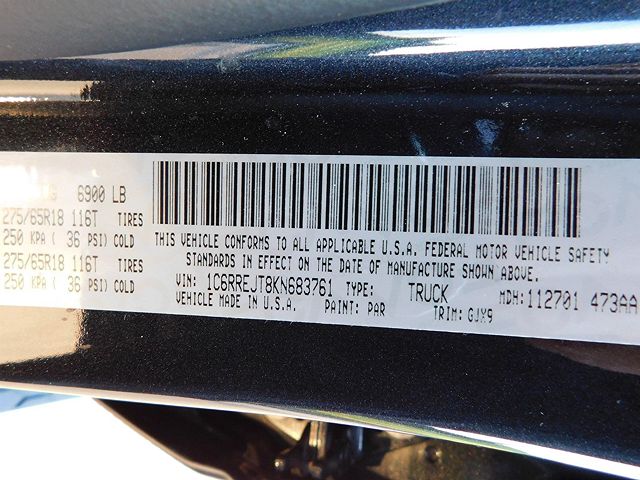 6900 LB
275/65R18 116T TIRES
250 KPA ( 36 PSI) COLD
275/65R18 116T TIRES
250 KPA ( 36 PSI) COLD
THIS VEHICLE CONFORMS TO ALL APPLICABLE U.S.A. FEDERAL MOTOR VEHICLE SAFETY
STANDARDS IN EFFECT ON THE DATE OF MANUFACTURE SHOWN ABOVE.
VIN: 1C6RREJT8KN683761 TYPE: TRUCK MDH: 112701 473AA
VEHICLE MADE IN U.S.A. PAINT: PAR TRIM: GJX9